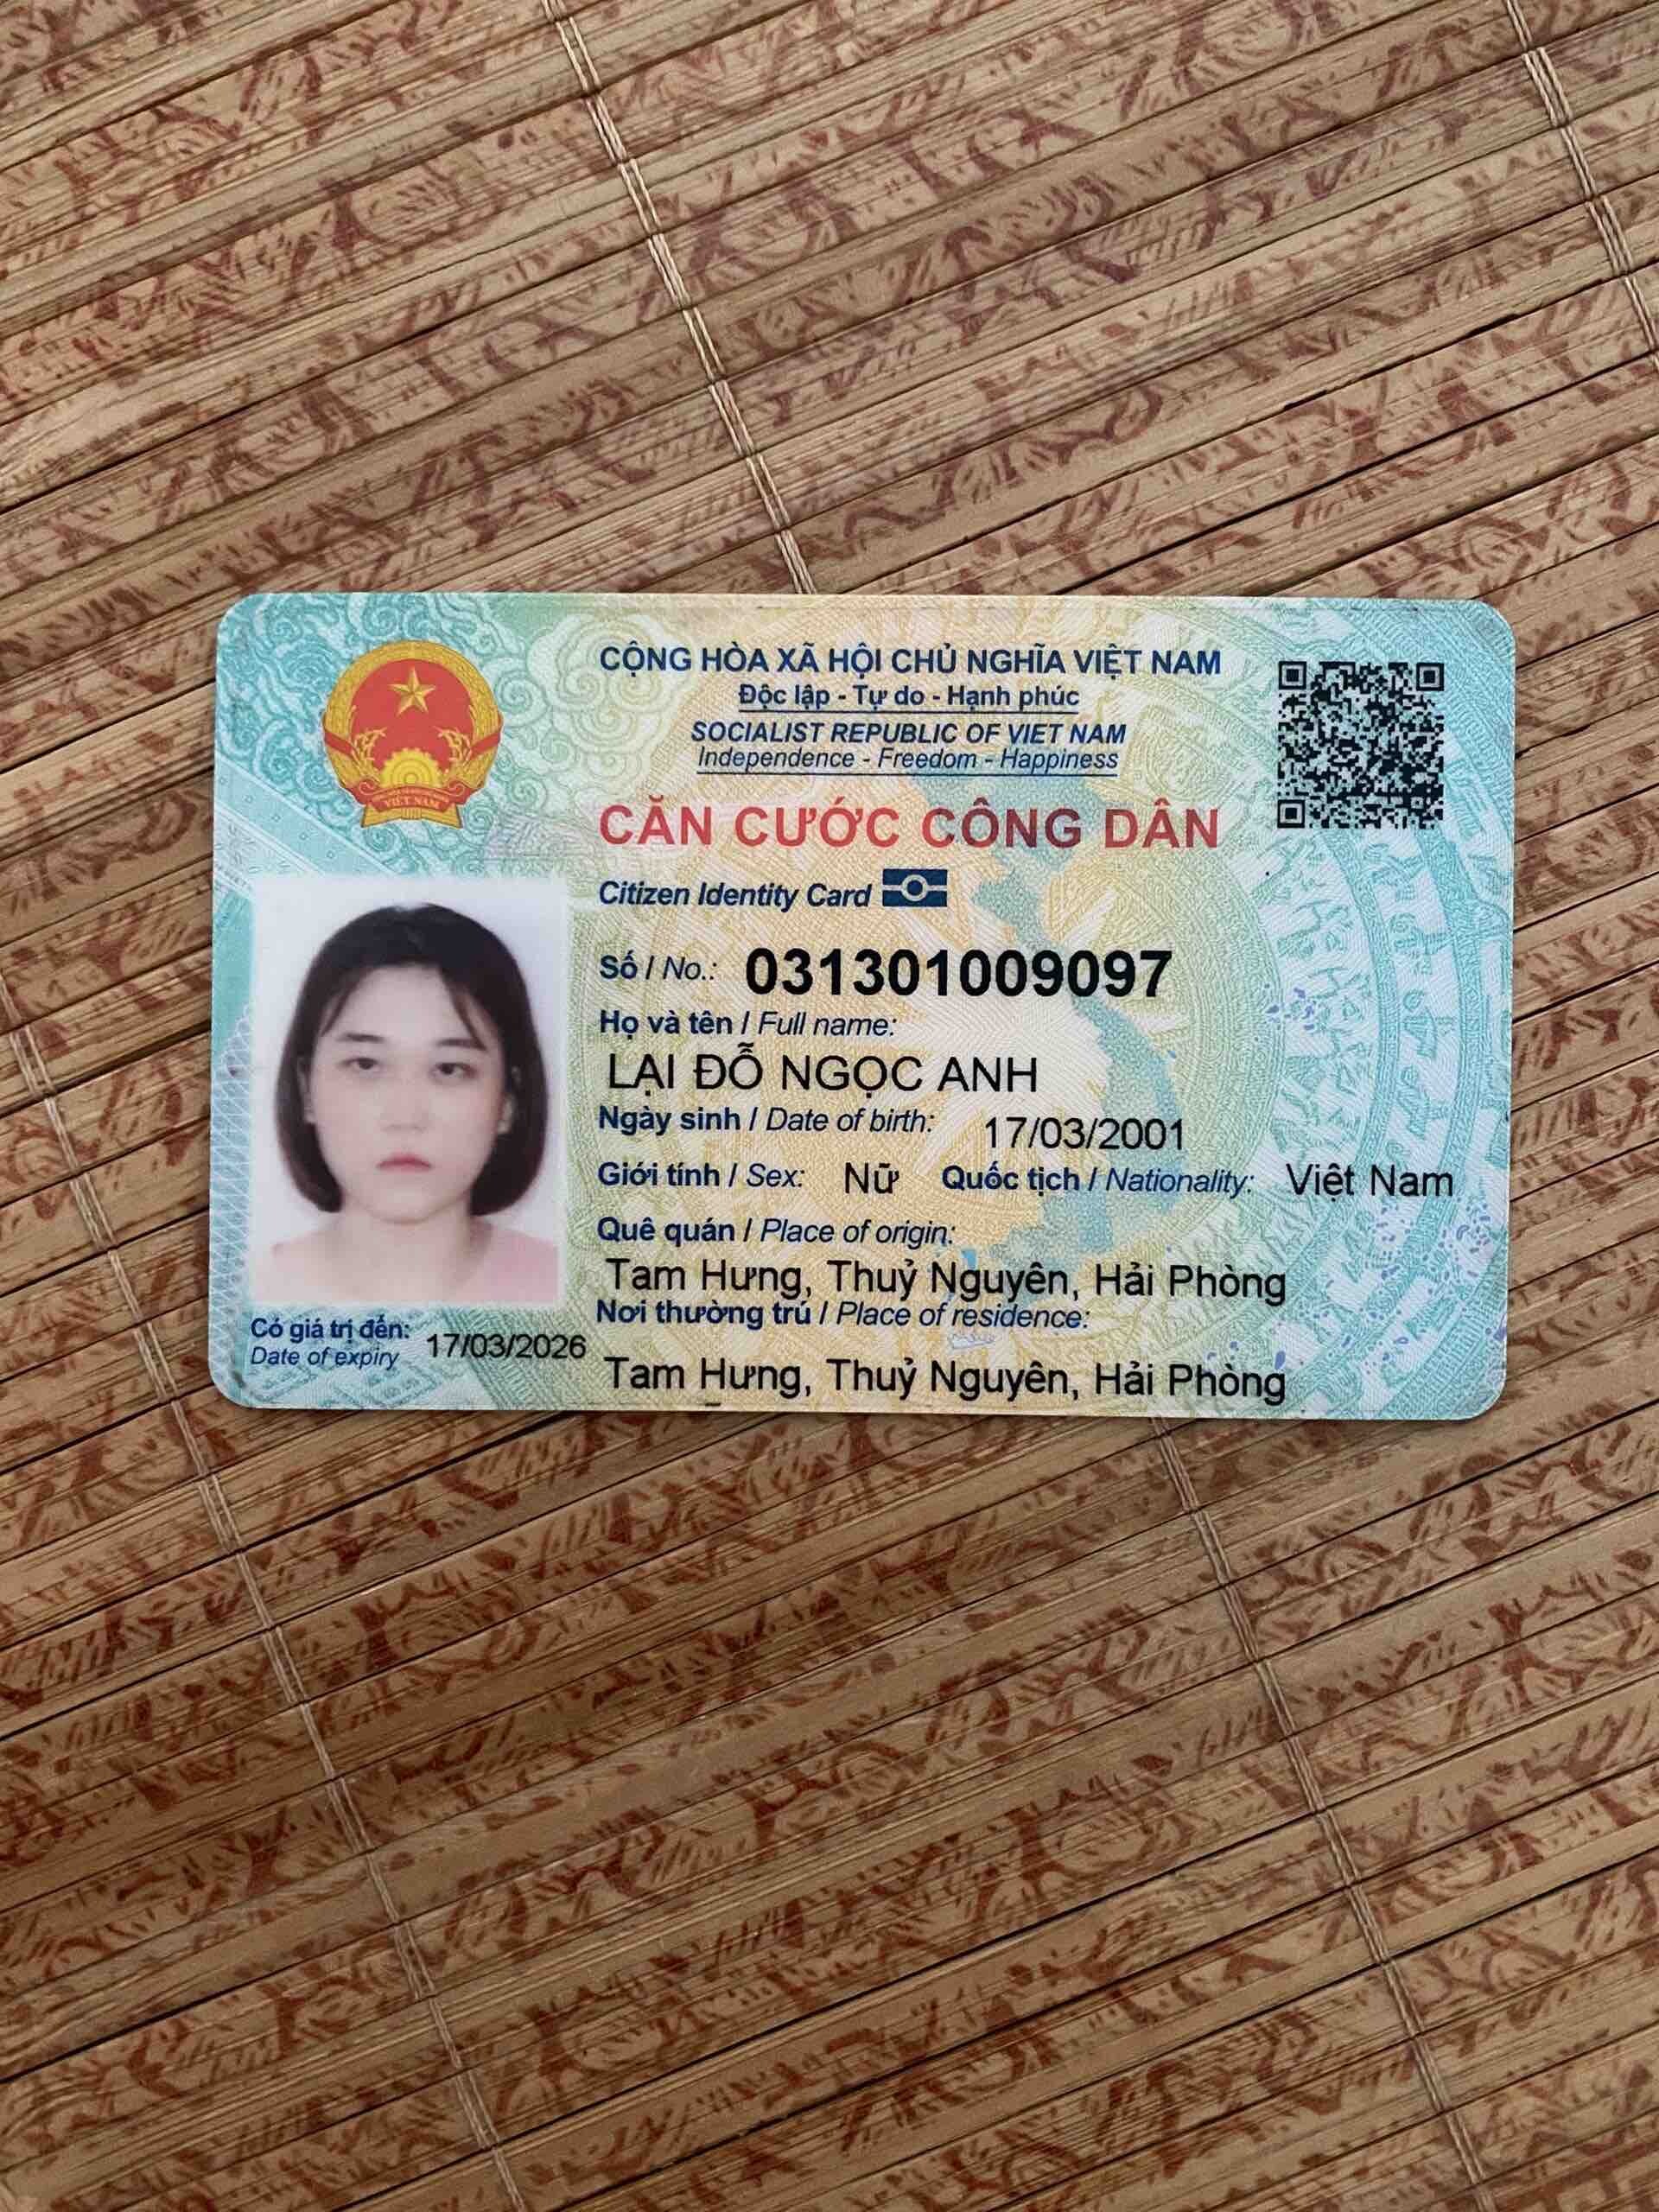 CỘNG HÒA XÃ HỘI CHỦ NGHĨA VIỆT NAM
Độc lập - Tự do - Hạnh phúc
SOCIALIST REPUBLIC OF VIET NAM
Independence - Freedom - Happiness
VIỆT NAM
CĂN CƯỚC CÔNG DÂN
Citizen Identity Card
Số / No.: 031301009097
Họ và tên / Full name:
LẠI ĐỖ NGỌC ANH
Ngày sinh / Date of birth: 17/03/2001
Giới tính / Sex: Nữ Quốc tịch / Nationality: Việt Nam
Quê quán / Place of origin:
Tam Hưng, Thuỷ Nguyên, Hải Phòng
Nơi thường trú / Place of residence:
Tam Hưng, Thuỷ Nguyên, Hải Phòng
Có giá trị đến: 17/03/2026
Date of expiry